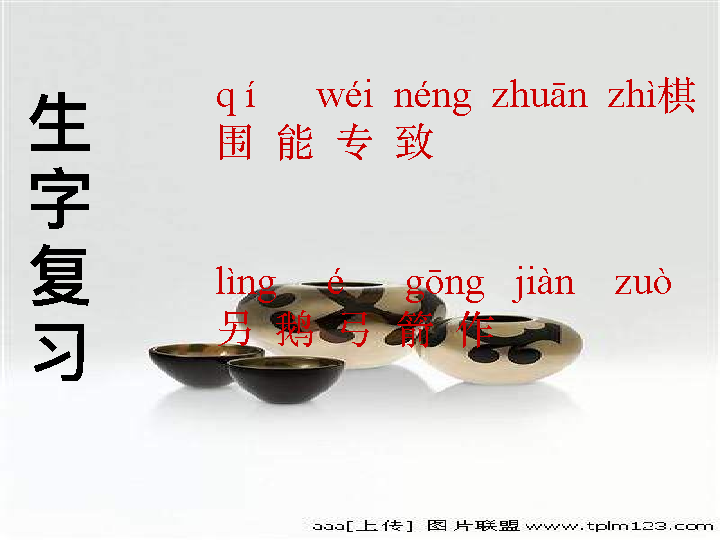 生字复习
qí wéi néng zhuān zhì棋
围 能 专 致
lìng é gōng jiàn zuò
另 鹅 弓 箭 作
aaa[上传] 图片联盟 www.tplm123.com